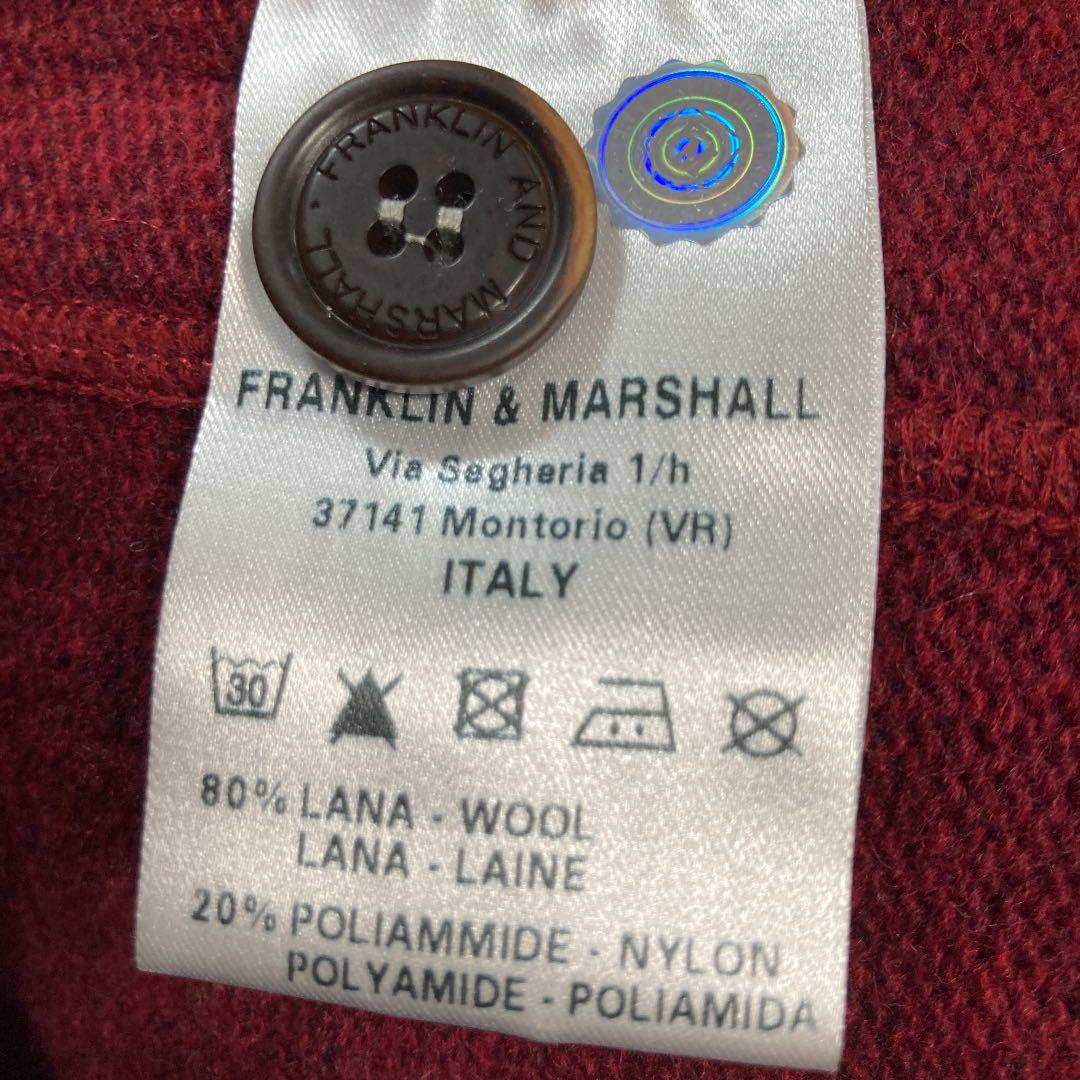 FRANKLIN AND MARSHALL ·
FRANKLIN & MARSHALL
Via Segheria 1/h
37141 Montorio (VR)
ITALY
30
80% LANA - WOOL
LANA - LAINE
20% POLIAMMIDE - NYLON
POLYAMIDE - POLIAMIDA